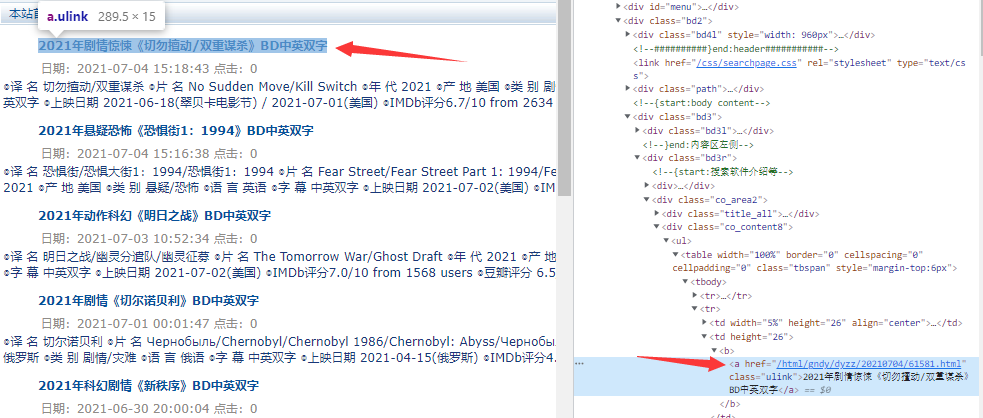 本站
a.ulink 289.5 × 15
2021年剧情惊悚《切勿擅动/双重谋杀》BD中英双字
日期：2021-07-04 15:18:43 点击：0
◎译 名 切勿擅动/双重谋杀 ◎片 名 No Sudden Move/Kill Switch ◎年 代 2021 ◎产 地 美国 ◎类 别 剧
英双字 ◎上映日期 2021-06-18(翠贝卡电影节) / 2021-07-01(美国) ◎IMDb评分6.7/10 from 2634
2021年悬疑恐怖《恐惧街1：1994》BD中英双字
日期：2021-07-04 15:16:38 点击：0
◎译 名 恐惧街/恐惧大街1：1994/恐惧街1：1994 ◎片 名 Fear Street/Fear Street Part 1: 1994/Fe
2021 ◎产 地 美国 ◎类 别 悬疑/恐怖 ◎语 言 英语 ◎字 幕 中英双字 ◎上映日期 2021-07-02(美国) ◎IM
2021年动作科幻《明日之战》BD中英双字
日期：2021-07-03 10:52:34 点击：0
◎译 名 明日之战/幽灵分遣队/幽灵征募 ◎片 名 The Tomorrow War/Ghost Draft ◎年 代 2021 ◎产 地
◎字 幕 中英双字 ◎上映日期 2021-07-02(美国) ◎IMDb评分7.0/10 from 1568 users ◎豆瓣评分 6.5
2021年剧情《切尔诺贝利》BD中英双字
日期：2021-07-01 00:01:47 点击：0
◎译 名 切尔诺贝利 ◎片 名 Чернобыль/Chernobyl 1986/Chernobyl: Abyss/Чернобыл
俄罗斯 ◎类 别 剧情/灾难 ◎语 言 俄语 ◎字 幕 中英双字 ◎上映日期 2021-04-15(俄罗斯) ◎IMDb评分4.
2021年科幻剧情《新秩序》BD中英双字
日期：2021-06-30 20:00:04 点击：0
<div id="menu">…</div>
<div class="bd2">
<div class="bd4l" style="width: 960px">…</div>
<!--##########}end:header###########-->
<link href="/css/searchpage.css" rel="stylesheet" type="text/cs
s">
<div class="path">…</div>
<!--{start:body content-->
<div class="bd3">
<div class="bd3l">…</div>
<!--}end:内容区左侧-->
<div class="bd3r">
<!--{start:搜索软件介绍等-->
<div>…</div>
<div class="co_area2">
<div class="title_all">…</div>
<div class="co_content8">
<ul>
<table width="100%" border="0" cellspacing="0"
cellpadding="0" class="tbspan" style="margin-top:6px">
<tbody>
<tr>…</tr>
<tr>
<td width="5%" height="26" align="center">…</td>
<td height="26">
<b>
<a href="/html/gndy/dyzz/20210704/61581.html"
class="ulink">2021年剧情惊悚《切勿擅动/双重谋杀》
BD中英双字</a> == $0
</b>
</td>